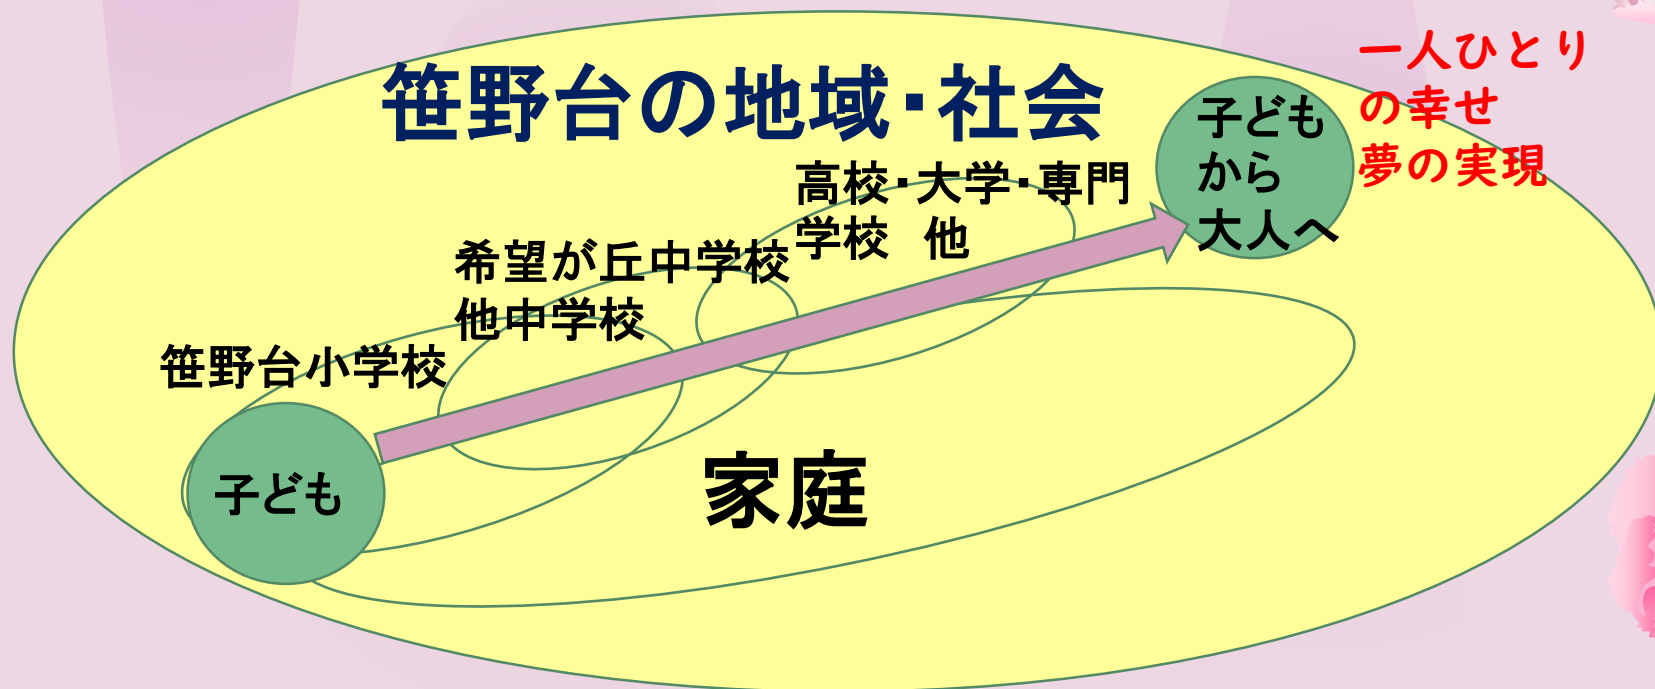 笹野台の地域・社会
一人ひとり
の幸せ
夢の実現
子ども
から
大人へ
高校・大学・専門
学校　他
希望が丘中学校
他中学校
笹野台小学校
子ども
家庭